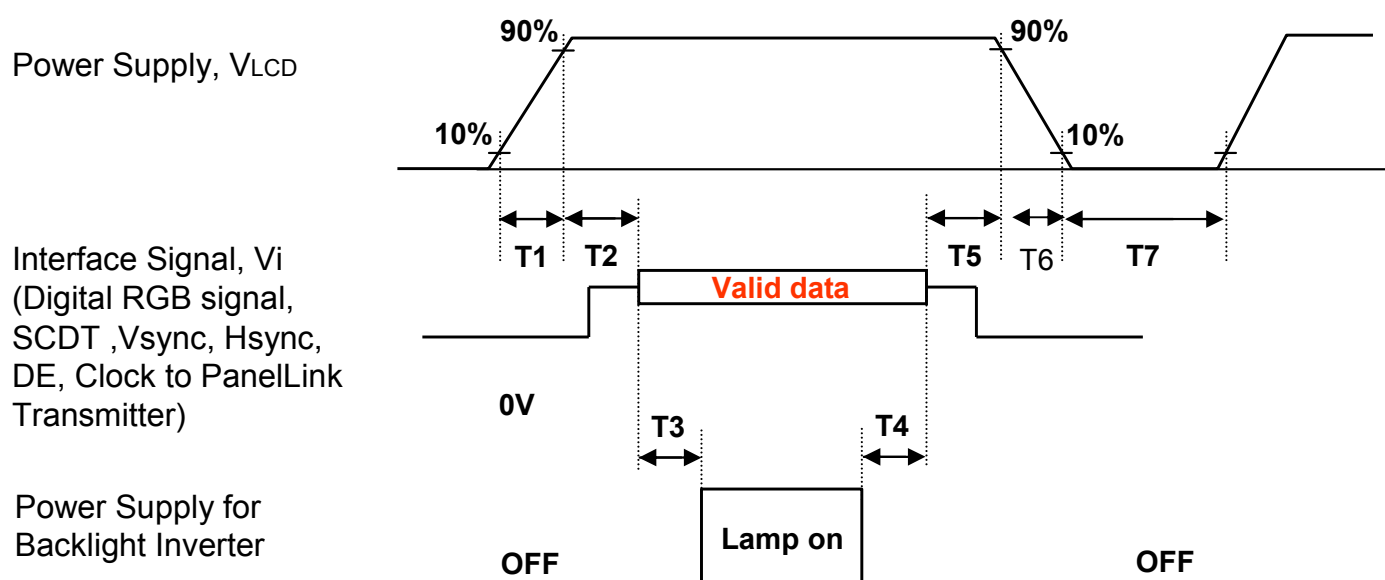 90%
90%
Power Supply, VLCD
10%
10%
T1
T2
T5
T6
T7
Interface Signal, Vi
(Digital RGB signal,
SCDT ,Vsync, Hsync,
DE, Clock to PanelLink
Transmitter)
Valid data
0V
T3
T4
Power Supply for
Backlight Inverter
OFF
Lamp on
OFF